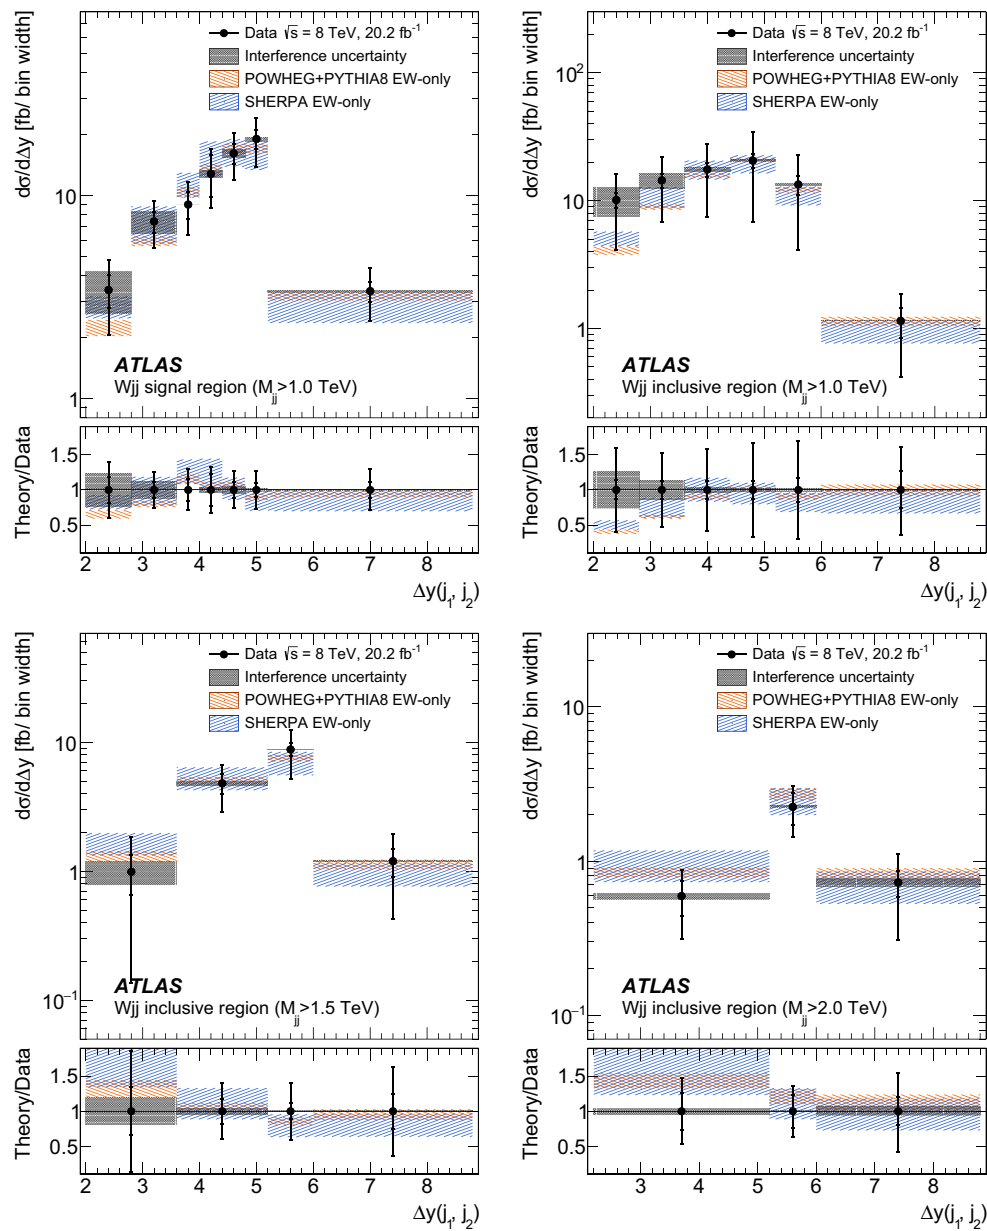 dσ/dΔy [fb/ bin width]
Data √s = 8 TeV, 20.2 fb⁻¹
Interference uncertainty
POWHEG+PYTHIA8 EW-only
SHERPA EW-only
10
1
ATLAS
Wjj signal region (M_jj>1.0 TeV)
Theory/Data
1.5
1
0.5
2 3 4 5 6 7 8
Δy(j₁, j₂)
dσ/dΔy [fb/ bin width]
Data √s = 8 TeV, 20.2 fb⁻¹
Interference uncertainty
POWHEG+PYTHIA8 EW-only
SHERPA EW-only
10²
10
1
ATLAS
Wjj inclusive region (M_jj>1.0 TeV)
Theory/Data
1.5
1
0.5
2 3 4 5 6 7 8
Δy(j₁, j₂)
dσ/dΔy [fb/ bin width]
Data √s = 8 TeV, 20.2 fb⁻¹
Interference uncertainty
POWHEG+PYTHIA8 EW-only
SHERPA EW-only
10
1
10⁻¹
ATLAS
Wjj inclusive region (M_jj>1.5 TeV)
Theory/Data
1.5
1
0.5
2 3 4 5 6 7 8
Δy(j₁, j₂)
dσ/dΔy [fb/ bin width]
Data √s = 8 TeV, 20.2 fb⁻¹
Interference uncertainty
POWHEG+PYTHIA8 EW-only
SHERPA EW-only
10
1
10⁻¹
ATLAS
Wjj inclusive region (M_jj>2.0 TeV)
Theory/Data
1.5
1
0.5
3 4 5 6 7 8
Δy(j₁, j₂)